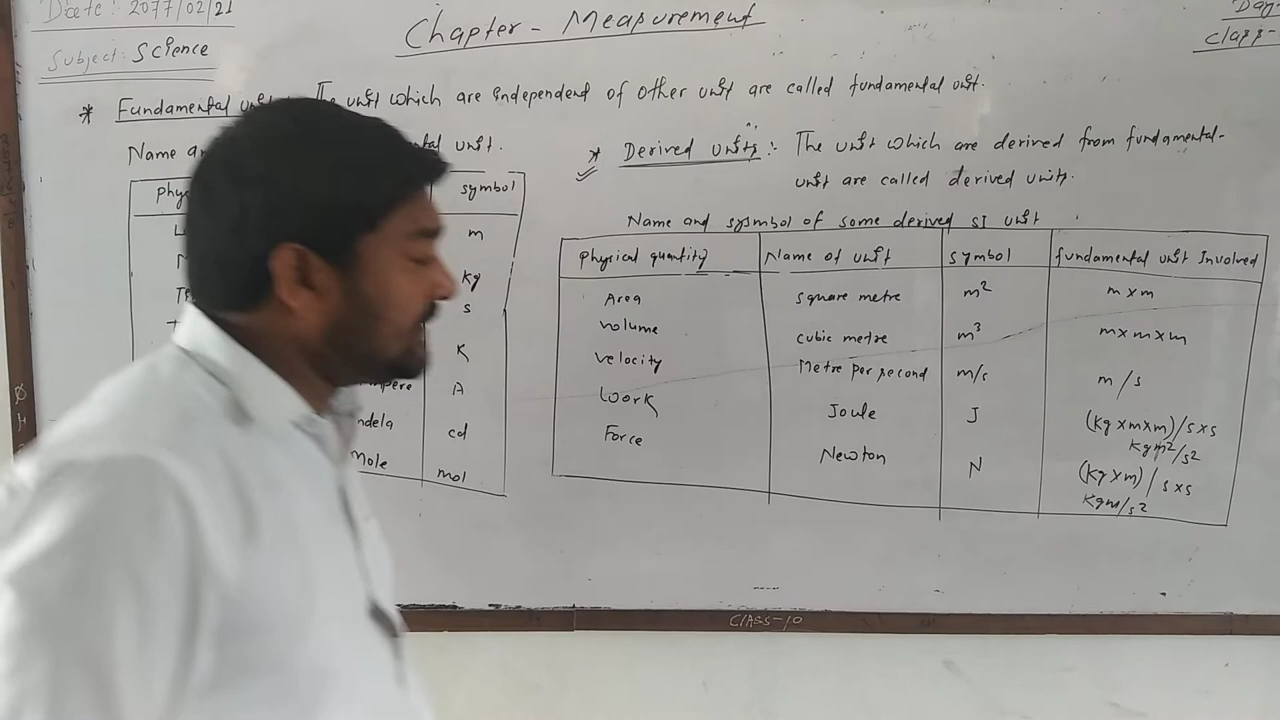 Date: 2077/02/21
Subject: Science
Chapter - Measurement
Day
Class-
* Fundamental The unit which are independent of other unit are called fundamental unit.
Name unit.
symbol
m
kg
s
K
A
cd
Mole mol
* Derived units:- The unit which are derived from fundamental-
unit are called derived units.
Name and sysmbol of some derived SI unit
physical quantity Name of unit symbol fundamental unit Involved
Area square metre m² m x m
volume cubic metre m³ m x m x m
velocity Metre per second m/s m/s
Work Joule J (kg x m x m)/s x s
kgm²/s²
Force Newton N (kg x m)/s x s
kgm/s²
CLASS-10